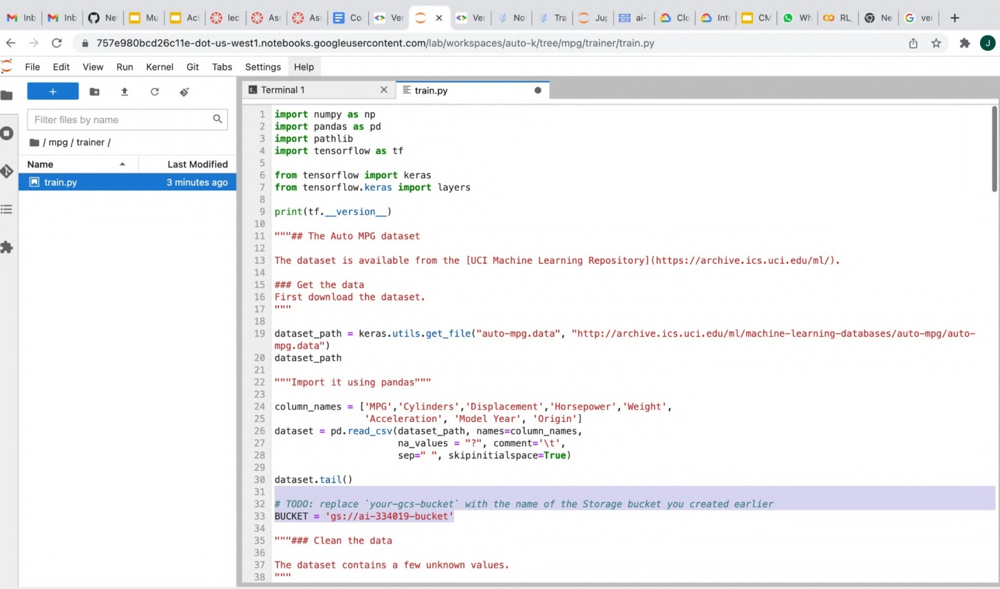 Inb
Inb
Ne
Mu
Act
lec
As:
As:
Co
Ver
Ver
No
Tra
Jup
ai-
Clo
Intr
CM
Wh
RL_
Ne
ver
757e980bcd26c11e-dot-us-west1.notebooks.googleusercontent.com/lab/workspaces/auto-k/tree/mpg/trainer/train.py
J
File Edit View Run Kernel Git Tabs Settings Help
Terminal 1
train.py
Filter files by name
/ mpg / trainer /
Name Last Modified
train.py 3 minutes ago
1 import numpy as np
2 import pandas as pd
3 import pathlib
4 import tensorflow as tf
5
6 from tensorflow import keras
7 from tensorflow.keras import layers
8
9 print(tf.__version__)
10
11 """## The Auto MPG dataset
12
13 The dataset is available from the [UCI Machine Learning Repository](https://archive.ics.uci.edu/ml/).
14
15 ### Get the data
16 First download the dataset.
17 """
18
19 dataset_path = keras.utils.get_file("auto-mpg.data", "http://archive.ics.uci.edu/ml/machine-learning-databases/auto-mpg/auto-
mpg.data")
20 dataset_path
21
22 """Import it using pandas"""
23
24 column_names = ['MPG','Cylinders','Displacement','Horsepower','Weight',
25 'Acceleration', 'Model Year', 'Origin']
26 dataset = pd.read_csv(dataset_path, names=column_names,
27 na_values = "?", comment='\t',
28 sep=" ", skipinitialspace=True)
29
30 dataset.tail()
31
32 # TODO: replace `your-gcs-bucket` with the name of the Storage bucket you created earlier
33 BUCKET = 'gs://ai-334019-bucket'
34
35 """### Clean the data
36
37 The dataset contains a few unknown values.
38 """